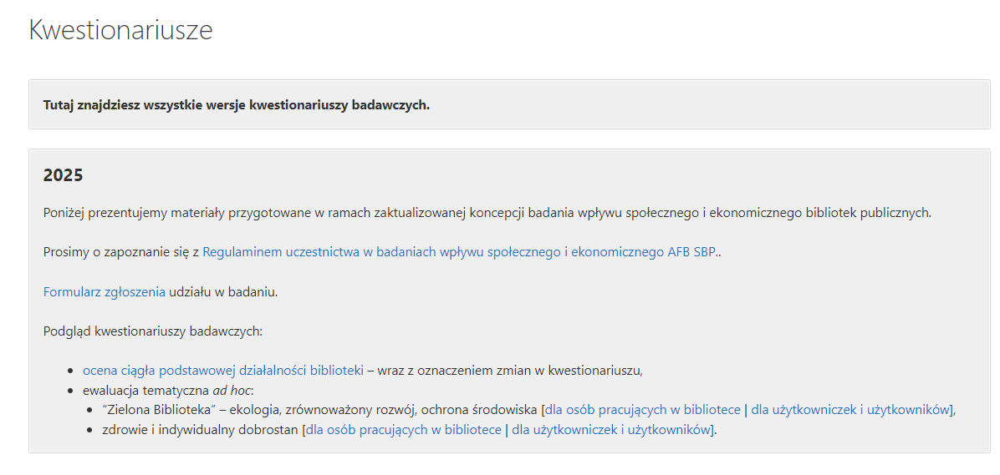 Kwestionariusze
Tutaj znajdziesz wszystkie wersje kwestionariuszy badawczych.
2025
Poniżej prezentujemy materiały przygotowane w ramach zaktualizowanej koncepcji badania wpływu społecznego i ekonomicznego bibliotek publicznych.
Prosimy o zapoznanie się z Regulaminem uczestnictwa w badaniach wpływu społecznego i ekonomicznego AFB SBP..
Formularz zgłoszenia udziału w badaniu.
Podgląd kwestionariuszy badawczych:
• ocena ciągła podstawowej działalności biblioteki – wraz z oznaczeniem zmian w kwestionariuszu,
• ewaluacja tematyczna ad hoc:
• “Zielona Biblioteka” – ekologia, zrównoważony rozwój, ochrona środowiska [dla osób pracujących w bibliotece | dla użytkowniczek i użytkowników],
• zdrowie i indywidualny dobrostan [dla osób pracujących w bibliotece | dla użytkowniczek i użytkowników].